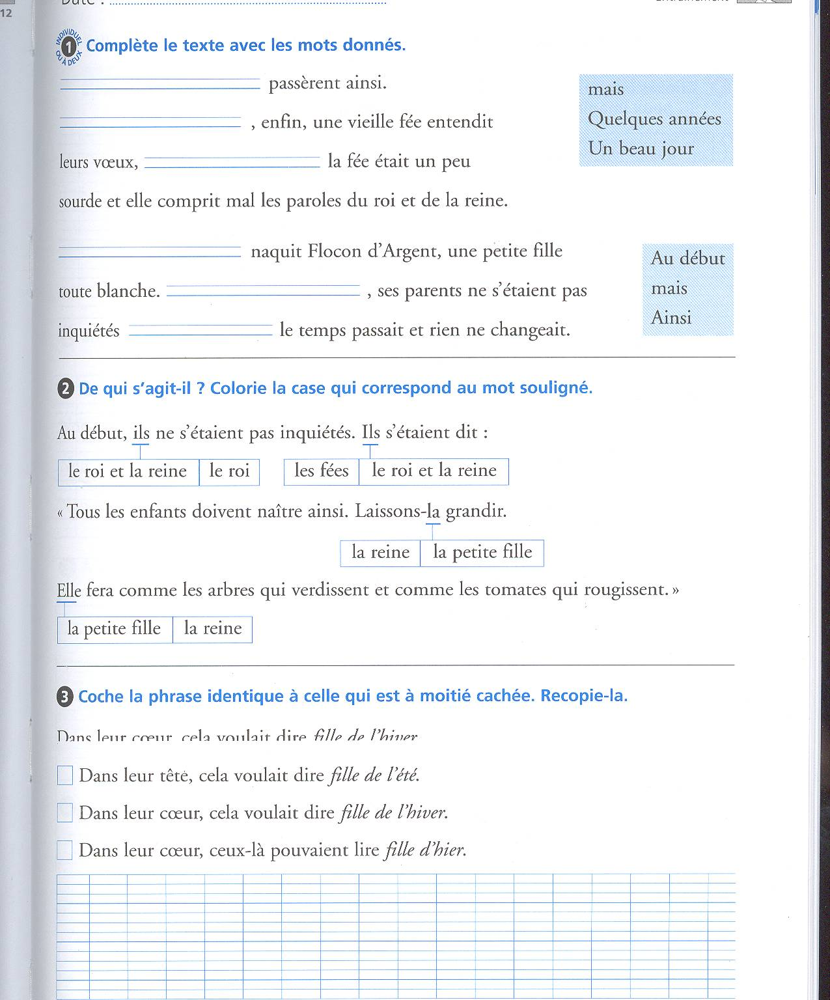 12
Date :
INDIVIDUEL OU À DEUX
1 Complète le texte avec les mots donnés.
passèrent ainsi.
, enfin, une vieille fée entendit
leurs vœux, la fée était un peu
sourde et elle comprit mal les paroles du roi et de la reine.
mais
Quelques années
Un beau jour
naquit Flocon d'Argent, une petite fille
toute blanche. , ses parents ne s'étaient pas
inquiétés le temps passait et rien ne changeait.
Au début
mais
Ainsi
2 De qui s'agit-il ? Colorie la case qui correspond au mot souligné.
Au début, ils ne s'étaient pas inquiétés. Ils s'étaient dit :
le roi et la reine le roi les fées le roi et la reine
« Tous les enfants doivent naître ainsi. Laissons-la grandir.
la reine la petite fille
Elle fera comme les arbres qui verdissent et comme les tomates qui rougissent. »
la petite fille la reine
3 Coche la phrase identique à celle qui est à moitié cachée. Recopie-la.
Dans leur cœur, cela voulait dire fille de l'hiver
Dans leur tête, cela voulait dire fille de l'été.
Dans leur cœur, cela voulait dire fille de l'hiver.
Dans leur cœur, ceux-là pouvaient lire fille d'hier.